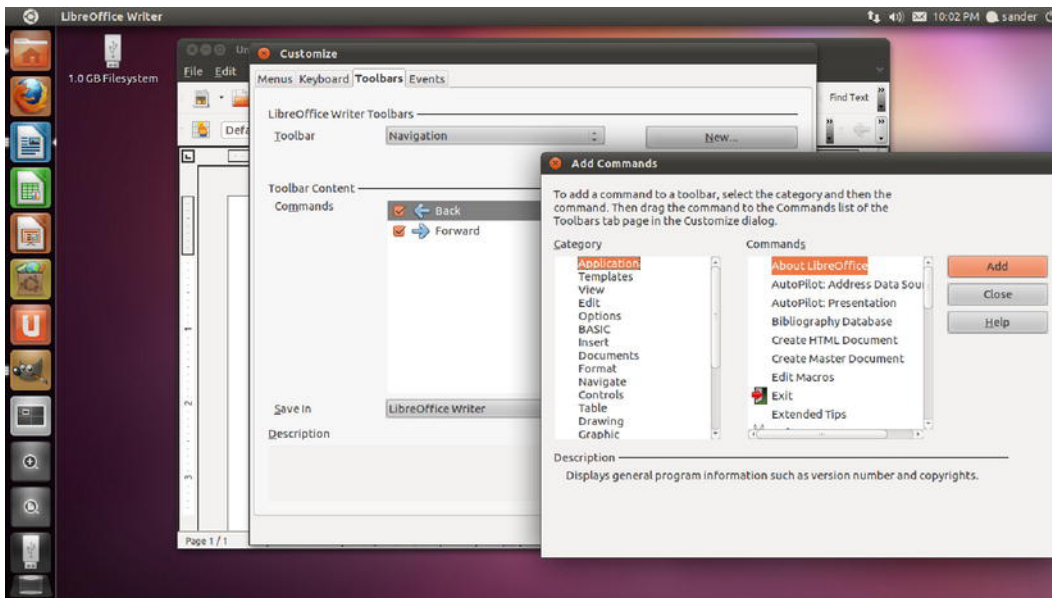 LibreOffice Writer
10:02 PM sander
1.0 GB Filesystem
Un
Customize
File Edit
Menus Keyboard Toolbars Events
Find Text
LibreOffice Writer Toolbars
Defa
Toolbar Navigation New...
Add Commands
Toolbar Content
Commands
Back
Forward
To add a command to a toolbar, select the category and then the
command. Then drag the command to the Commands list of the
Toolbars tab page in the Customize dialog.
Category
Application
Templates
View
Edit
Options
BASIC
Insert
Documents
Format
Navigate
Controls
Table
Drawing
Graphic
Commands
About LibreOffice
AutoPilot: Address Data Sour
AutoPilot: Presentation
Bibliography Database
Create HTML Document
Create Master Document
Edit Macros
Exit
Extended Tips
Add
Close
Help
Save In LibreOffice Writer
Description
Description
Displays general program information such as version number and copyrights.
1
2
3
Page 1 / 1
U